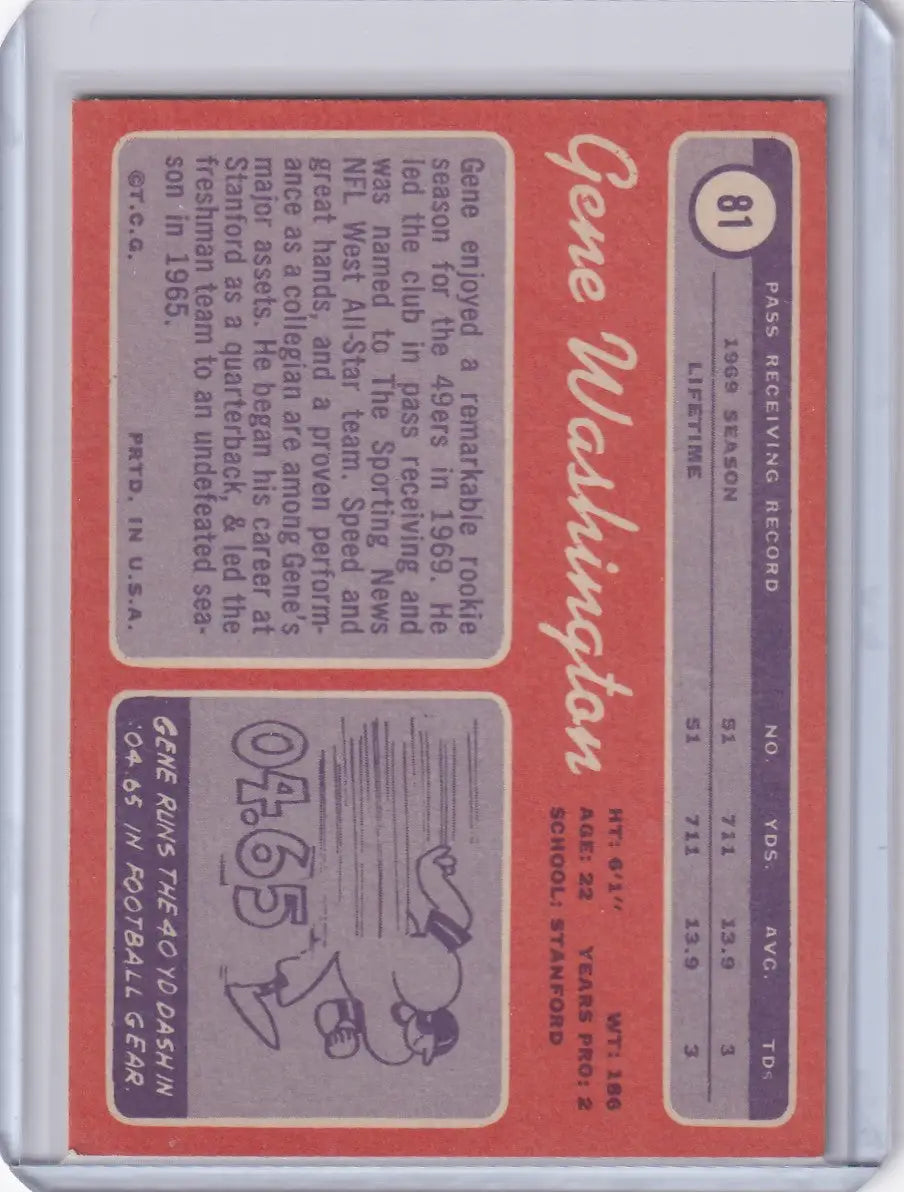 81
PASS RECEIVING RECORD NO. YDS. AVG. TDS
1969 SEASON 51 711 13.9 3
LIFETIME 51 711 13.9 3
Gene Washington
HT: 6'1" WT: 186
AGE: 22 YEARS PRO: 2
SCHOOL: STANFORD
Gene enjoyed a remarkable rookie
season for the 49ers in 1969. He
led the club in pass receiving and
was named to The Sporting News
NFL West All-Star team. Speed and
great hands, and a proven perform-
ance as a collegian are among Gene's
major assets. He began his career at
Stanford as a quarterback, & led the
freshman team to an undefeated sea-
son in 1965.
©T.C.G. PRTD. IN U.S.A.
04.65
GENE RUNS THE 40 YD DASH IN
:04.65 IN FOOTBALL GEAR.